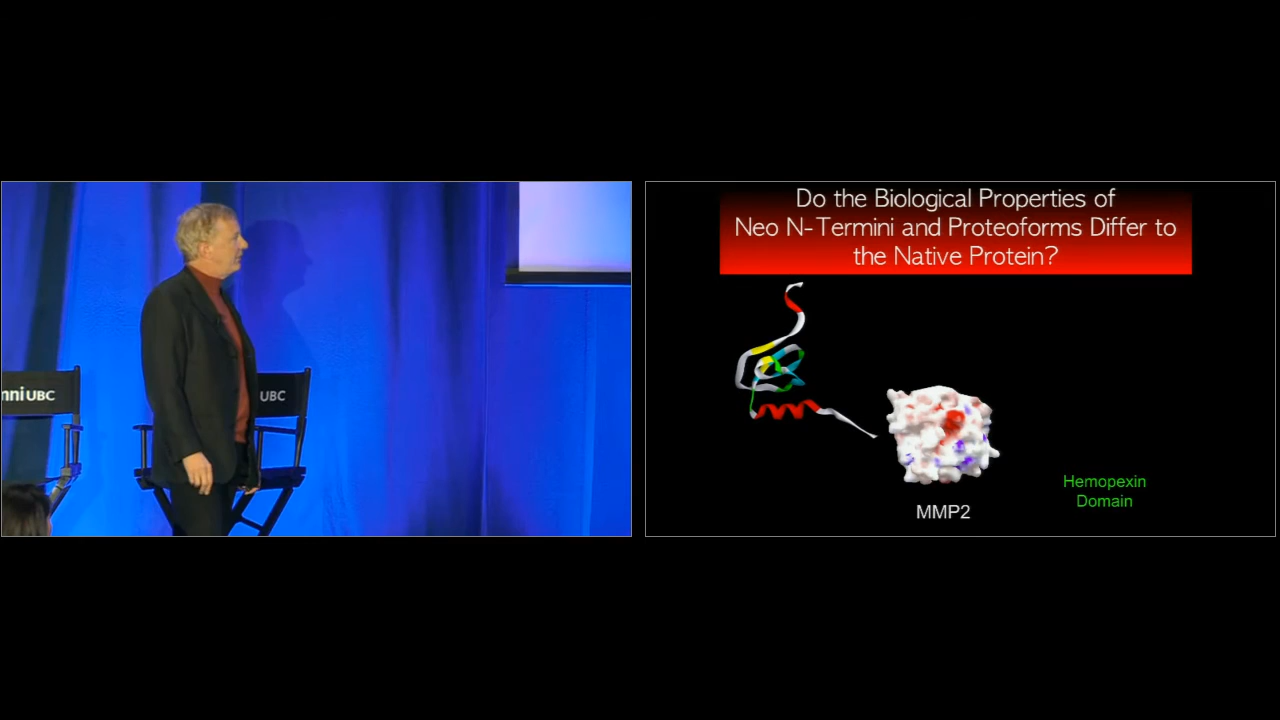 nni UBC
UBC
Do the Biological Properties of
Neo N-Termini and Proteoforms Differ to
the Native Protein?
MMP2
Hemopexin
Domain